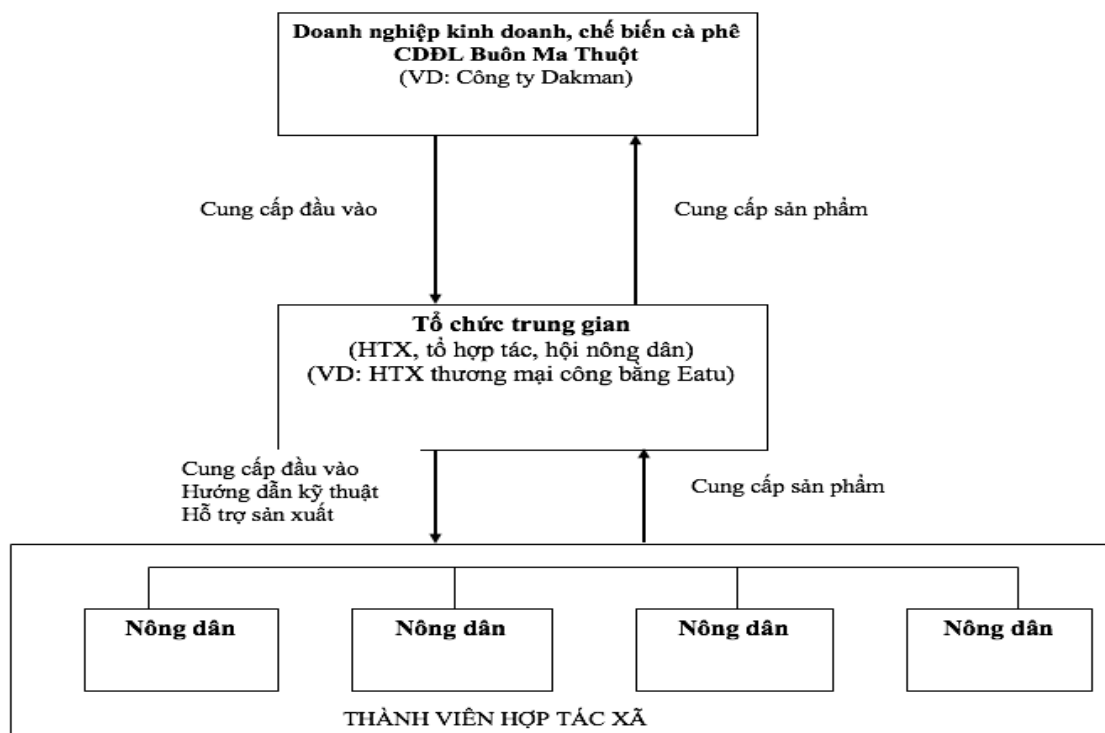 Doanh nghiệp kinh doanh, chế biến cà phê
CDĐL Buôn Ma Thuột
(VD: Công ty Dakman)
Cung cấp đầu vào
Cung cấp sản phẩm
Tổ chức trung gian
(HTX, tổ hợp tác, hội nông dân)
(VD: HTX thương mại công bằng Eatu)
Cung cấp đầu vào
Hướng dẫn kỹ thuật
Hỗ trợ sản xuất
Cung cấp sản phẩm
Nông dân
Nông dân
Nông dân
Nông dân
THÀNH VIÊN HỢP TÁC XÃ